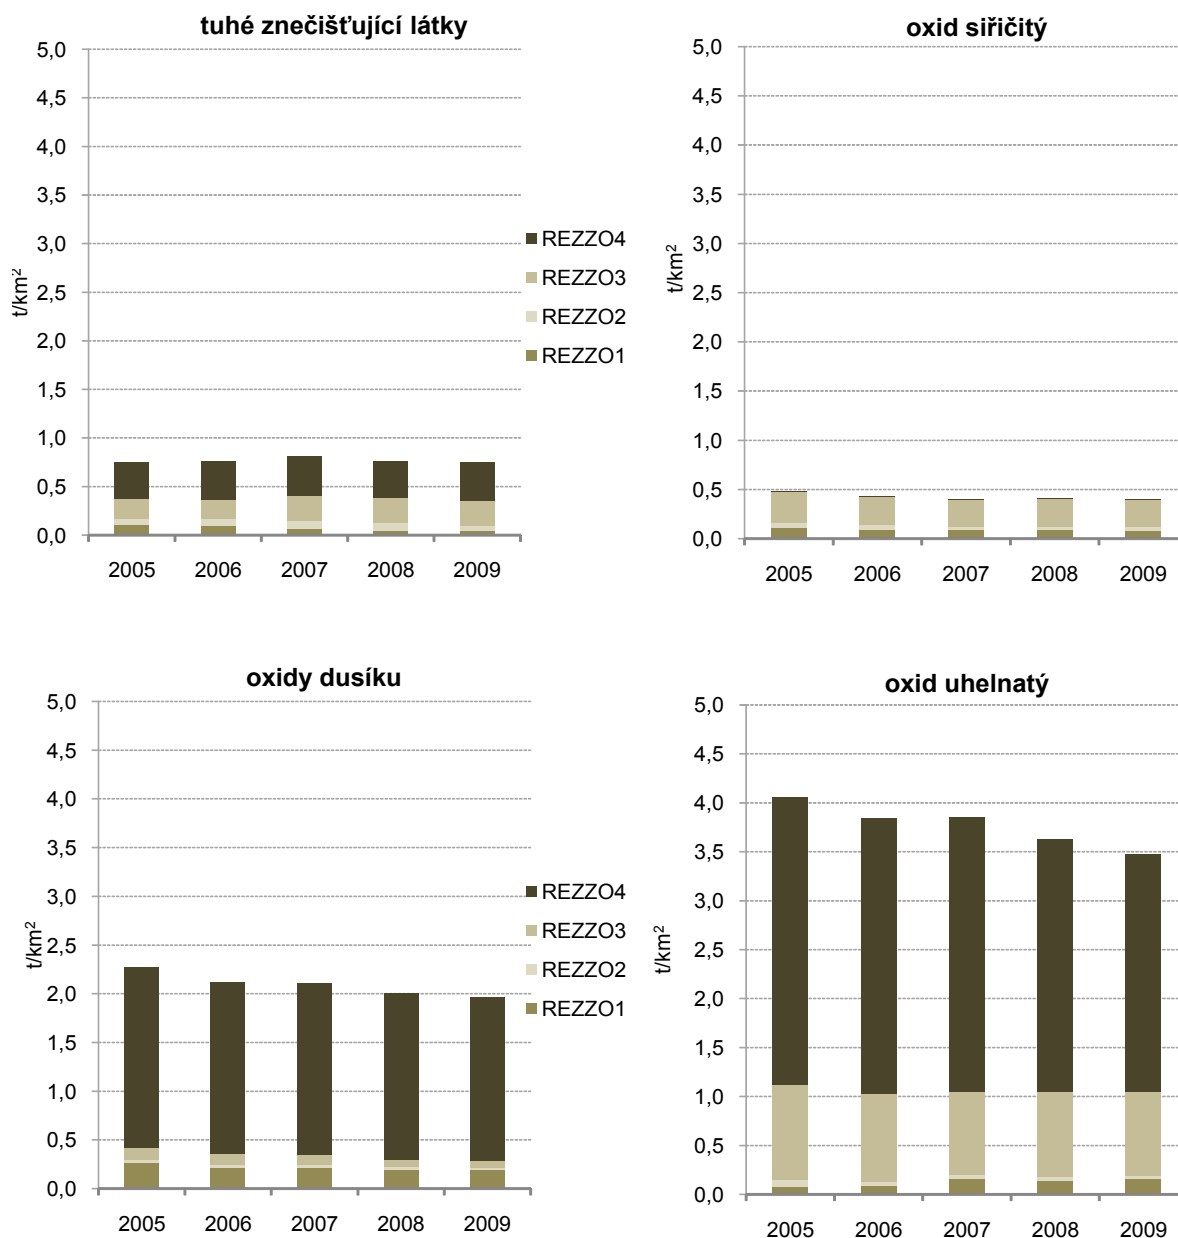 tuhé znečišťující látky
5,0
4,5
4,0
3,5
3,0
2,5
2,0
1,5
1,0
0,5
0,0
t/km²
2005 2006 2007 2008 2009
REZZO4
REZZO3
REZZO2
REZZO1
oxid siřičitý
5,0
4,5
4,0
3,5
3,0
2,5
2,0
1,5
1,0
0,5
0,0
t/km²
2005 2006 2007 2008 2009
oxidy dusíku
5,0
4,5
4,0
3,5
3,0
2,5
2,0
1,5
1,0
0,5
0,0
t/km²
2005 2006 2007 2008 2009
REZZO4
REZZO3
REZZO2
REZZO1
oxid uhelnatý
5,0
4,5
4,0
3,5
3,0
2,5
2,0
1,5
1,0
0,5
0,0
t/km²
2005 2006 2007 2008 2009